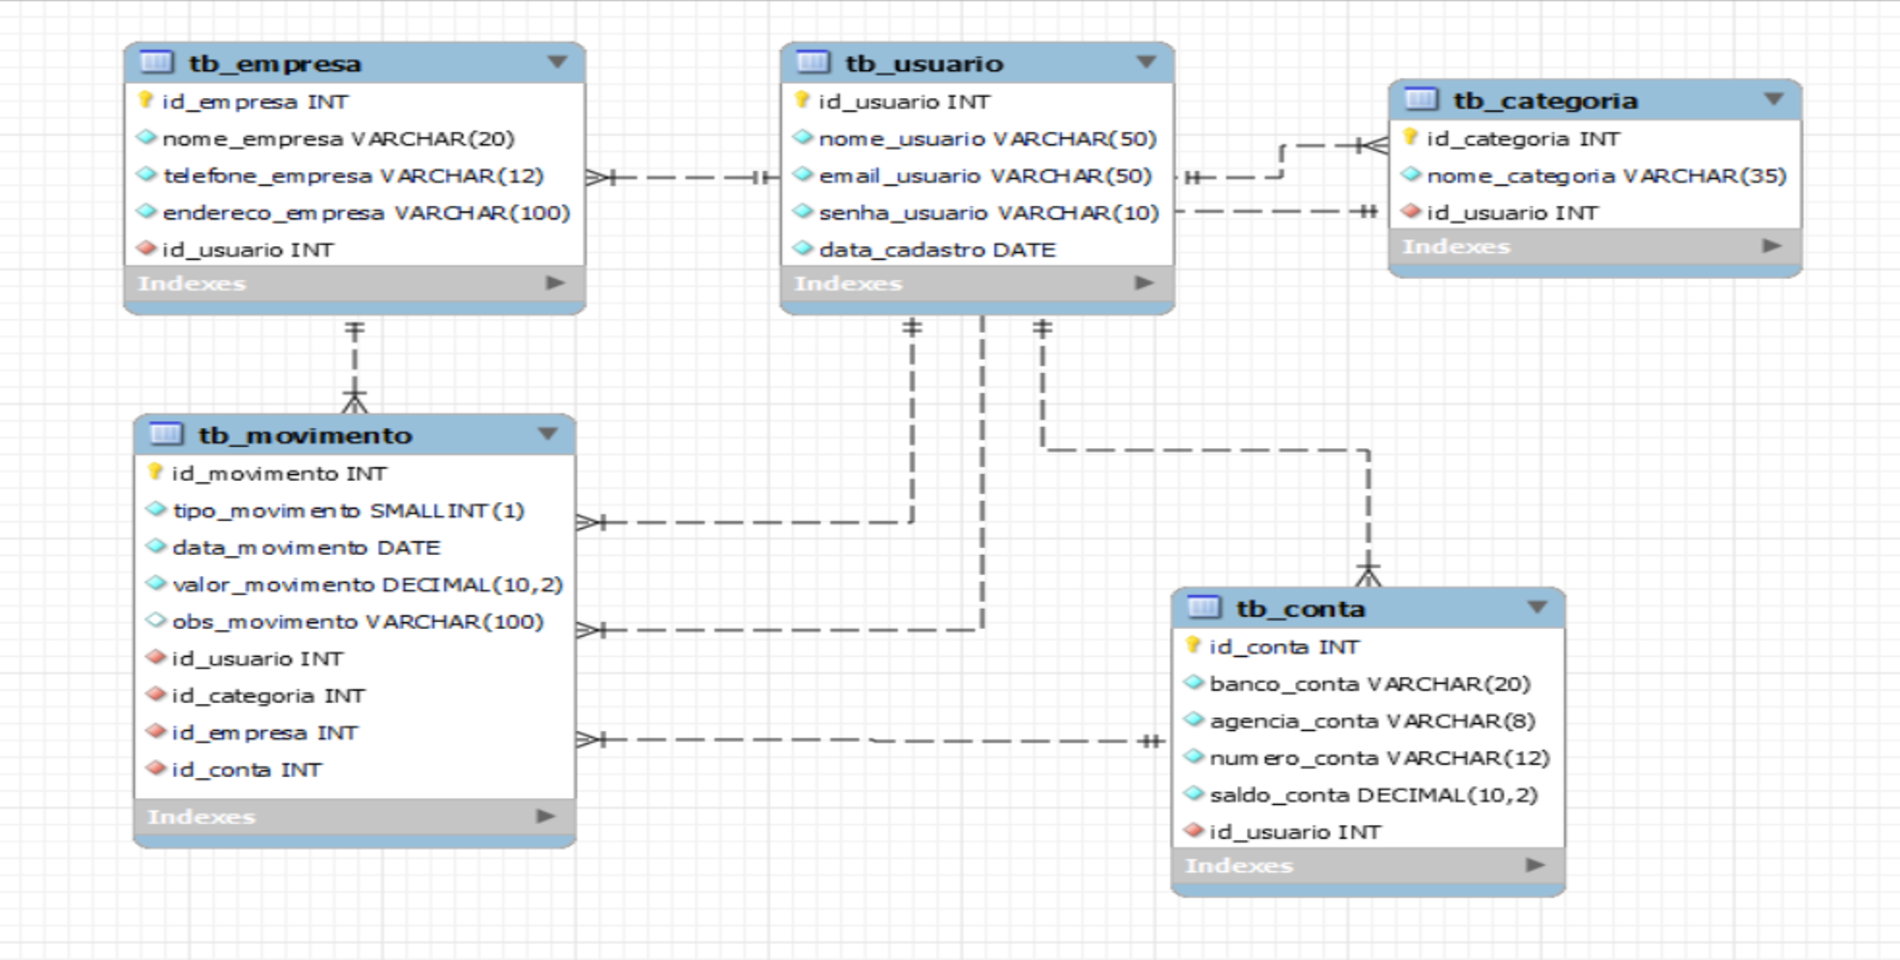 tb_empresa
id_empresa INT
nome_empresa VARCHAR(20)
telefone_empresa VARCHAR(12)
endereco_empresa VARCHAR(100)
id_usuario INT
Indexes
tb_usuario
id_usuario INT
nome_usuario VARCHAR(50)
email_usuario VARCHAR(50)
senha_usuario VARCHAR(10)
data_cadastro DATE
Indexes
tb_categoria
id_categoria INT
nome_categoria VARCHAR(35)
id_usuario INT
Indexes
tb_movimento
id_movimento INT
tipo_movimento SMALLINT(1)
data_movimento DATE
valor_movimento DECIMAL(10,2)
obs_movimento VARCHAR(100)
id_usuario INT
id_categoria INT
id_empresa INT
id_conta INT
Indexes
tb_conta
id_conta INT
banco_conta VARCHAR(20)
agencia_conta VARCHAR(8)
numero_conta VARCHAR(12)
saldo_conta DECIMAL(10,2)
id_usuario INT
Indexes